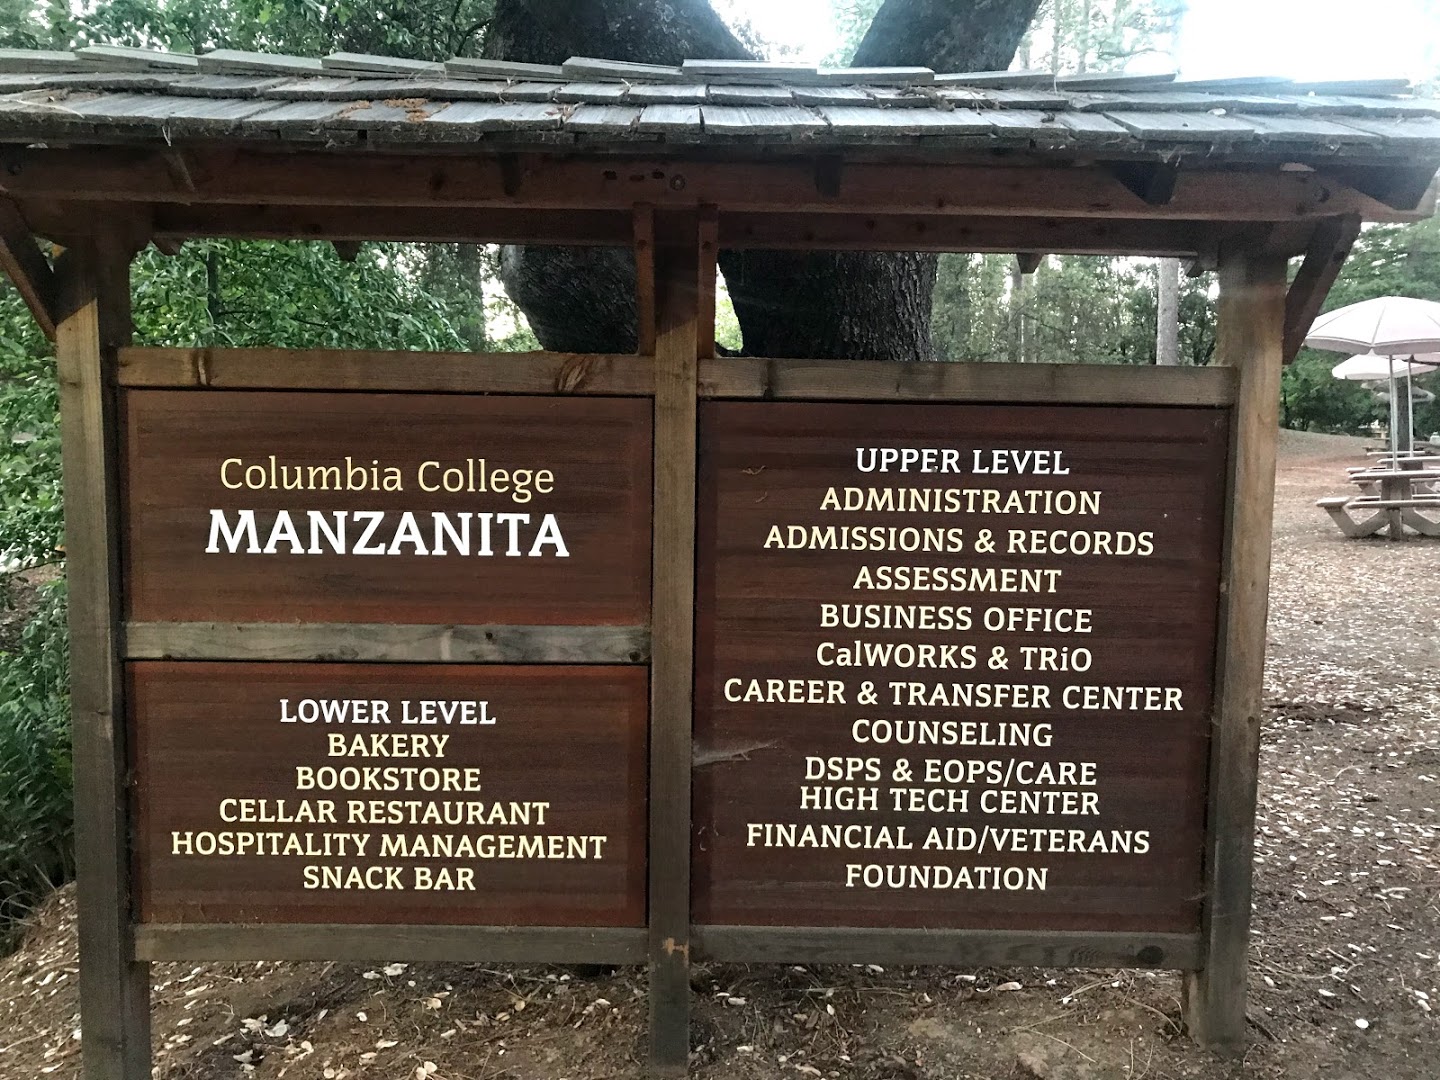 Columbia College
MANZANITA
LOWER LEVEL
BAKERY
BOOKSTORE
CELLAR RESTAURANT
HOSPITALITY MANAGEMENT
SNACK BAR
UPPER LEVEL
ADMINISTRATION
ADMISSIONS & RECORDS
ASSESSMENT
BUSINESS OFFICE
CalWORKS & TRiO
CAREER & TRANSFER CENTER
COUNSELING
DSPS & EOPS/CARE
HIGH TECH CENTER
FINANCIAL AID/VETERANS
FOUNDATION